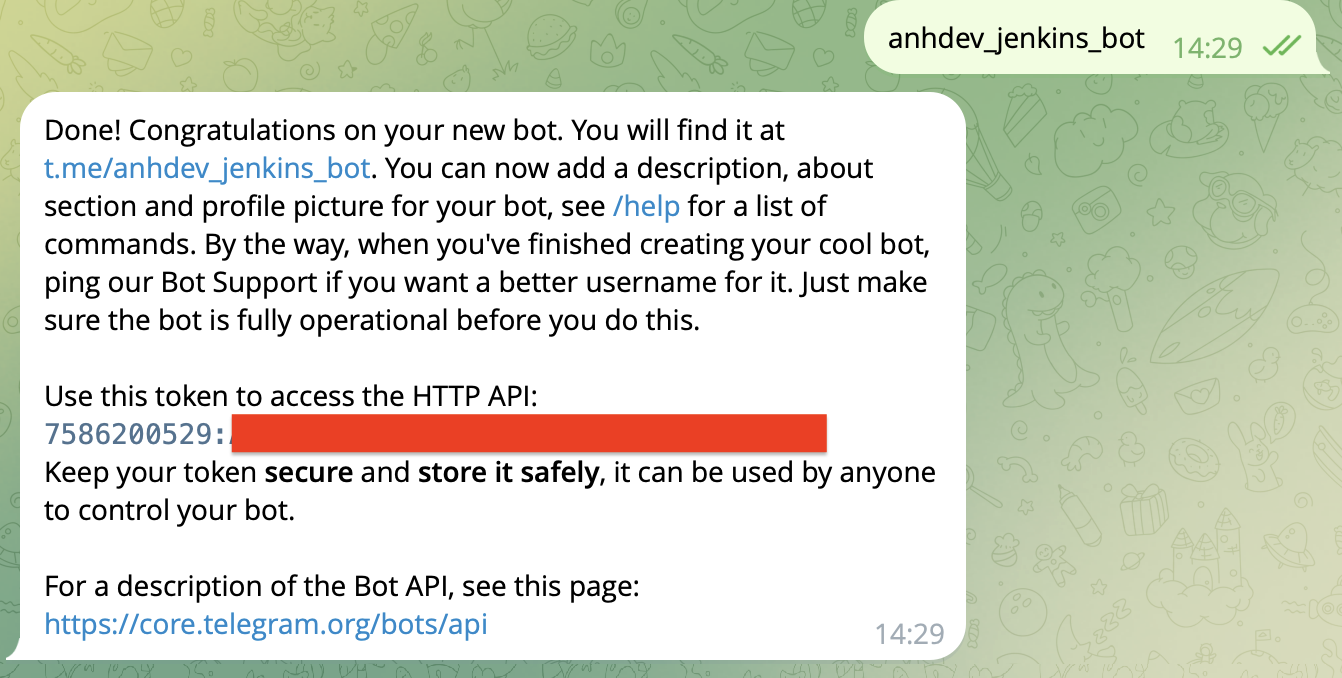 anhdev_jenkins_bot 14:29
Done! Congratulations on your new bot. You will find it at
t.me/anhdev_jenkins_bot. You can now add a description, about
section and profile picture for your bot, see /help for a list of
commands. By the way, when you've finished creating your cool bot,
ping our Bot Support if you want a better username for it. Just make
sure the bot is fully operational before you do this.
Use this token to access the HTTP API:
7586200529:
Keep your token secure and store it safely, it can be used by anyone
to control your bot.
For a description of the Bot API, see this page:
https://core.telegram.org/bots/api
14:29